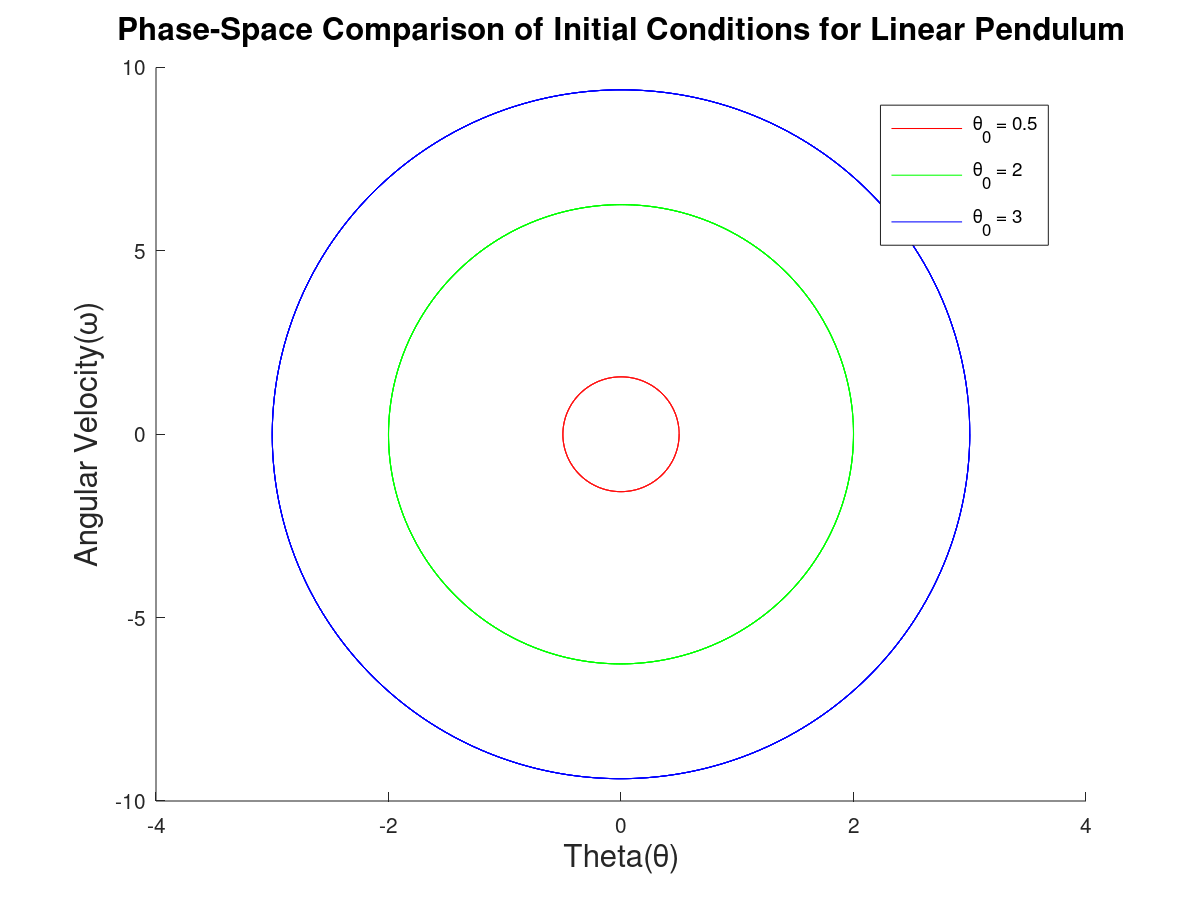 Phase-Space Comparison of Initial Conditions for Linear Pendulum
10
5
0
-5
-10
Angular Velocity(ω)
θ0 = 0.5
θ0 = 2
θ0 = 3
-4 -2 0 2 4
Theta(θ)